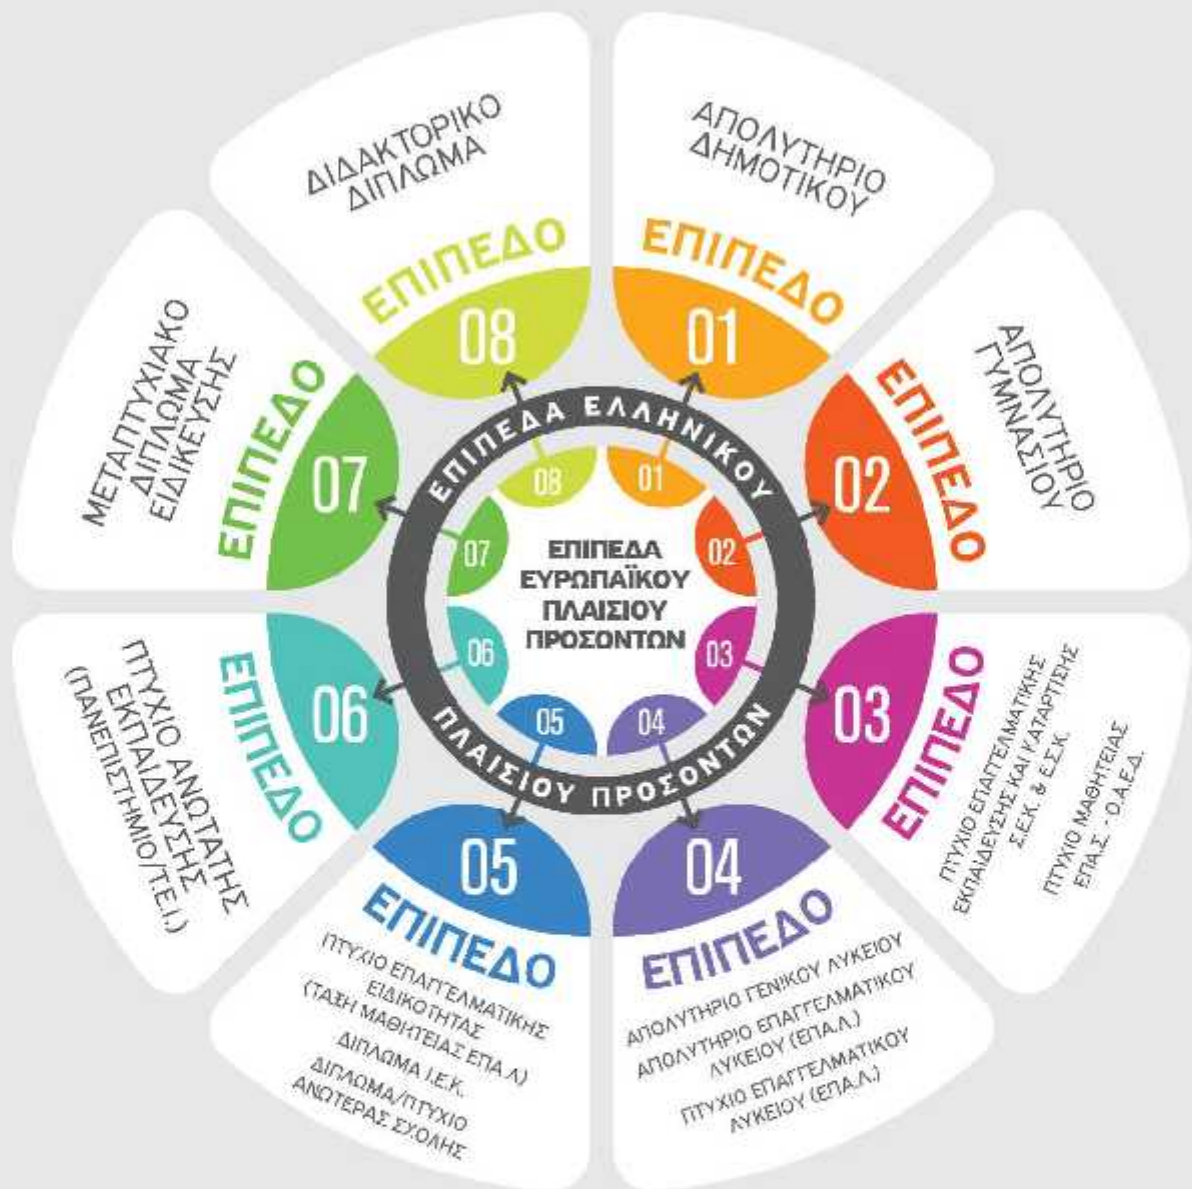 ΑΠΟΛΥΤΗΡΙΟ
ΔΗΜΟΤΙΚΟΥ
ΕΠΙΠΕΔΟ
01
ΑΠΟΛΥΤΗΡΙΟ
ΓΥΜΝΑΣΙΟΥ
ΕΠΙΠΕΔΟ
02
ΕΠΙΠΕΔΟ
03
ΠΤΥΧΙΟ ΕΠΑΓΓΕΛΜΑΤΙΚΗΣ
ΕΚΠΑΙΔΕΥΣΗΣ ΚΑΙ ΚΑΤΑΡΤΙΣΗΣ
Σ.Ε.Κ. & Ε.Σ.Κ.
ΠΤΥΧΙΟ ΜΑΘΗΤΕΙΑΣ
ΕΠΑ.Σ. - Ο.Α.Ε.Δ.
04
ΕΠΙΠΕΔΟ
ΑΠΟΛΥΤΗΡΙΟ ΓΕΝΙΚΟΥ ΛΥΚΕΙΟΥ
ΑΠΟΛΥΤΗΡΙΟ ΕΠΑΓΓΕΛΜΑΤΙΚΟΥ
ΛΥΚΕΙΟΥ (ΕΠΑ.Λ.)
ΠΤΥΧΙΟ ΕΠΑΓΓΕΛΜΑΤΙΚΟΥ
ΛΥΚΕΙΟΥ (ΕΠΑ.Λ.)
05
ΕΠΙΠΕΔΟ
ΠΤΥΧΙΟ ΕΠΑΓΓΕΛΜΑΤΙΚΗΣ
ΕΙΔΙΚΟΤΗΤΑΣ
(ΤΑΞΗ ΜΑΘΗΤΕΙΑΣ ΕΠΑ.Λ)
ΔΙΠΛΩΜΑ Ι.Ε.Κ.
ΔΙΠΛΩΜΑ/ΠΤΥΧΙΟ
ΑΝΩΤΕΡΑΣ ΣΧΟΛΗΣ
06
ΕΠΙΠΕΔΟ
ΠΤΥΧΙΟ ΑΝΩΤΑΤΗΣ
ΕΚΠΑΙΔΕΥΣΗΣ
(ΠΑΝΕΠΙΣΤΗΜΙΟ/Τ.Ε.Ι.)
ΜΕΤΑΠΤΥΧΙΑΚΟ
ΔΙΠΛΩΜΑ
ΕΙΔΙΚΕΥΣΗΣ
ΕΠΙΠΕΔΟ
07
ΔΙΔΑΚΤΟΡΙΚΟ
ΔΙΠΛΩΜΑ
ΕΠΙΠΕΔΟ
08
ΕΠΙΠΕΔΑ ΕΛΛΗΝΙΚΟΥ
ΠΛΑΙΣΙΟΥ ΠΡΟΣΟΝΤΩΝ
01
02
03
04
05
06
07
08
ΕΠΙΠΕΔΑ
ΕΥΡΩΠΑΪΚΟΥ
ΠΛΑΙΣΙΟΥ
ΠΡΟΣΟΝΤΩΝ